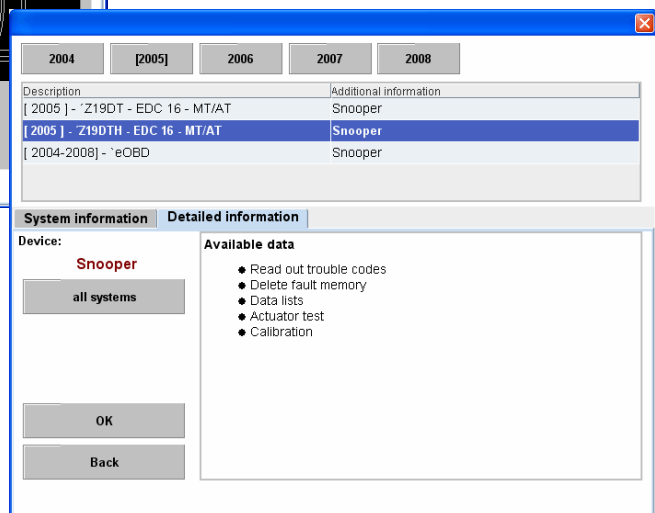 2004 [2005] 2006 2007 2008
Description Additional information
[ 2005 ] - ´Z19DT - EDC 16 - MT/AT Snooper
[ 2005 ] - ´Z19DTH - EDC 16 - MT/AT Snooper
[ 2004-2008] - `eOBD Snooper
System information Detailed information
Device:
Snooper
all systems
OK
Back
Available data
Read out trouble codes
Delete fault memory
Data lists
Actuator test
Calibration